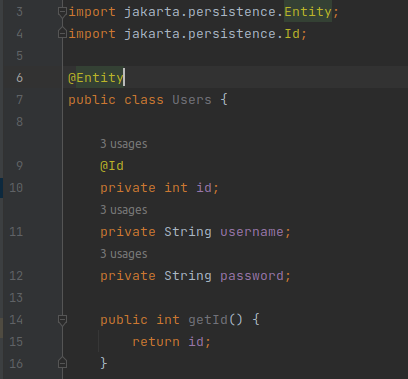 3 import jakarta.persistence.Entity;
4 import jakarta.persistence.Id;
5
6 @Entity
7 public class Users {
8
3 usages
9 @Id
10 private int id;
3 usages
11 private String username;
3 usages
12 private String password;
13
14 public int getId() {
15 return id;
16 }